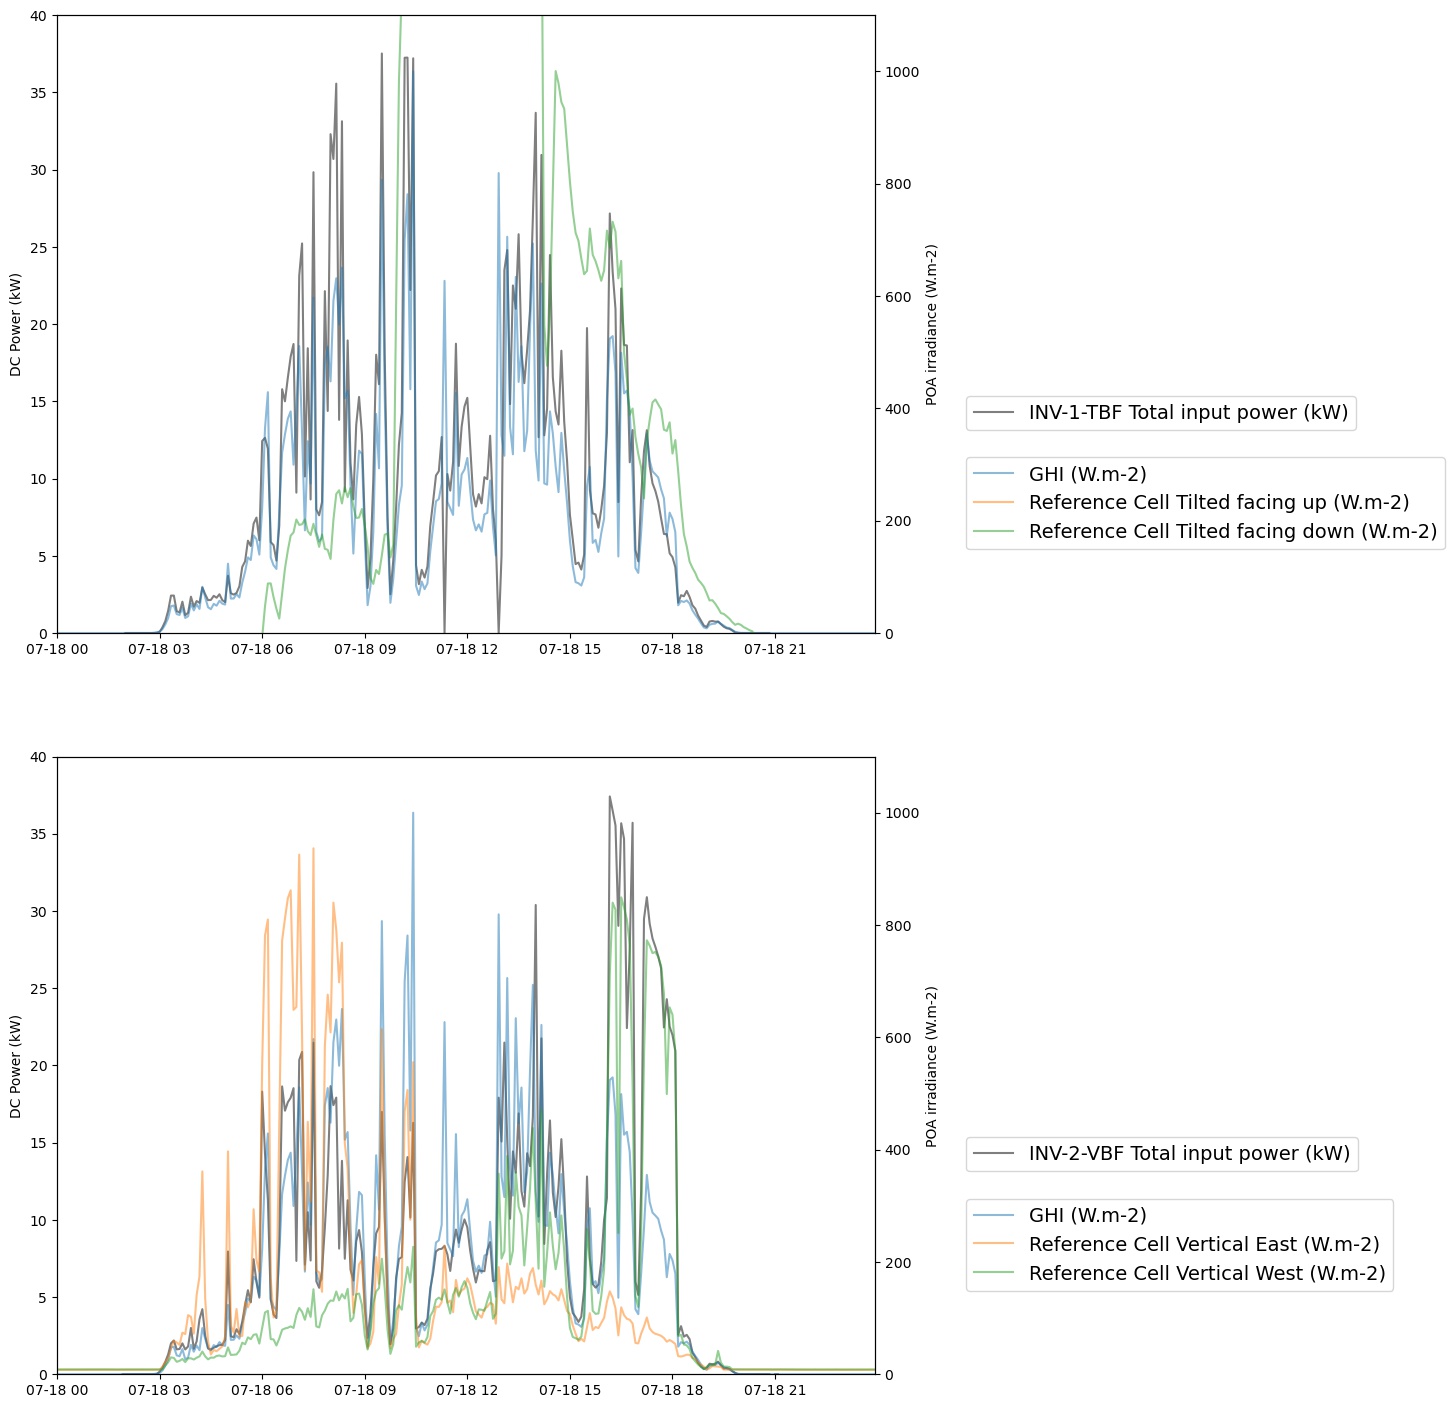 40
35
30
25
20
15
10
5
0
DC Power (kW)
1000
800
600
400
200
0
POA irradiance (W.m-2)
07-18 00 07-18 03 07-18 06 07-18 09 07-18 12 07-18 15 07-18 18 07-18 21
INV-1-TBF Total input power (kW)
GHI (W.m-2)
Reference Cell Tilted facing up (W.m-2)
Reference Cell Tilted facing down (W.m-2)
40
35
30
25
20
15
10
5
0
DC Power (kW)
1000
800
600
400
200
0
POA irradiance (W.m-2)
07-18 00 07-18 03 07-18 06 07-18 09 07-18 12 07-18 15 07-18 18 07-18 21
INV-2-VBF Total input power (kW)
GHI (W.m-2)
Reference Cell Vertical East (W.m-2)
Reference Cell Vertical West (W.m-2)